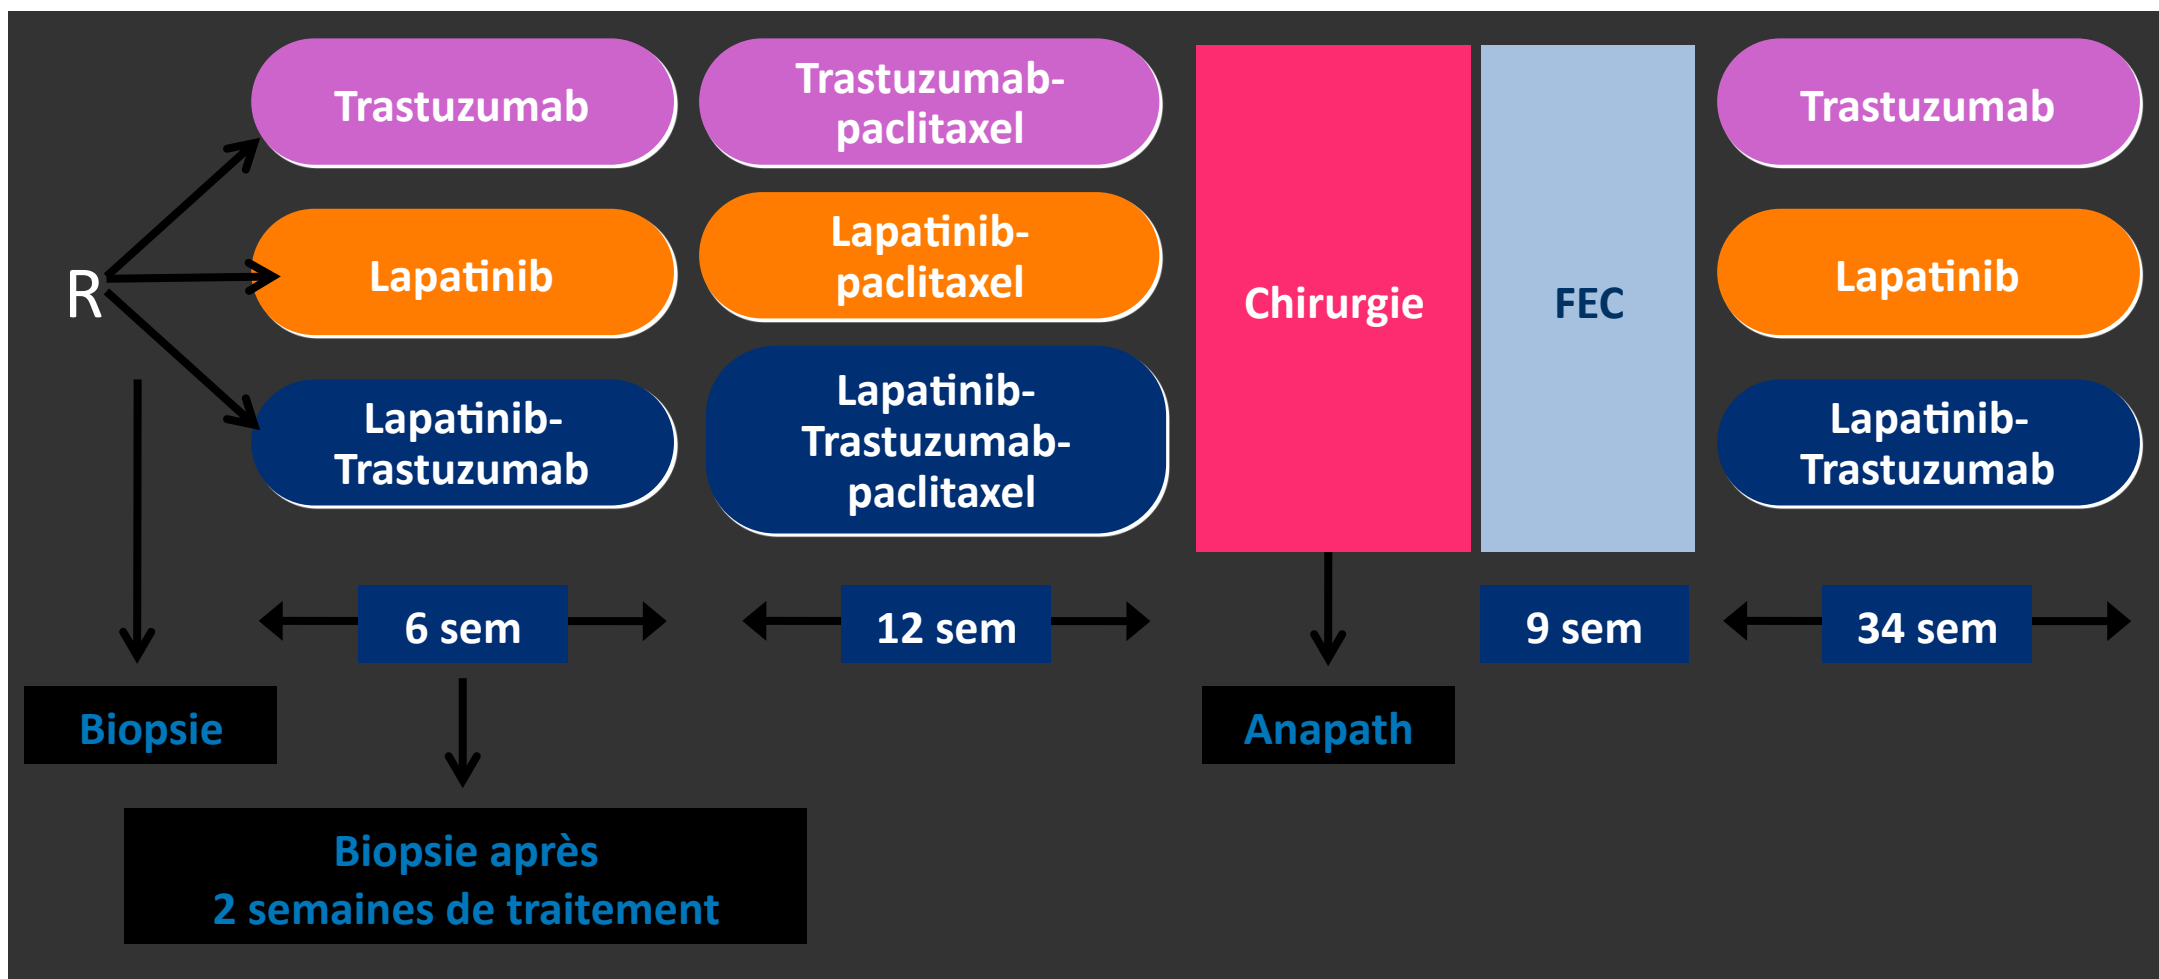 Trastuzumab
Trastuzumab-
paclitaxel
Trastuzumab
R
Lapatinib
Lapatinib-
paclitaxel
Chirurgie
FEC
Lapatinib
Lapatinib-
Trastuzumab
Lapatinib-
Trastuzumab-
paclitaxel
Lapatinib-
Trastuzumab
6 sem
12 sem
9 sem
34 sem
Biopsie
Anapath
Biopsie après
2 semaines de traitement